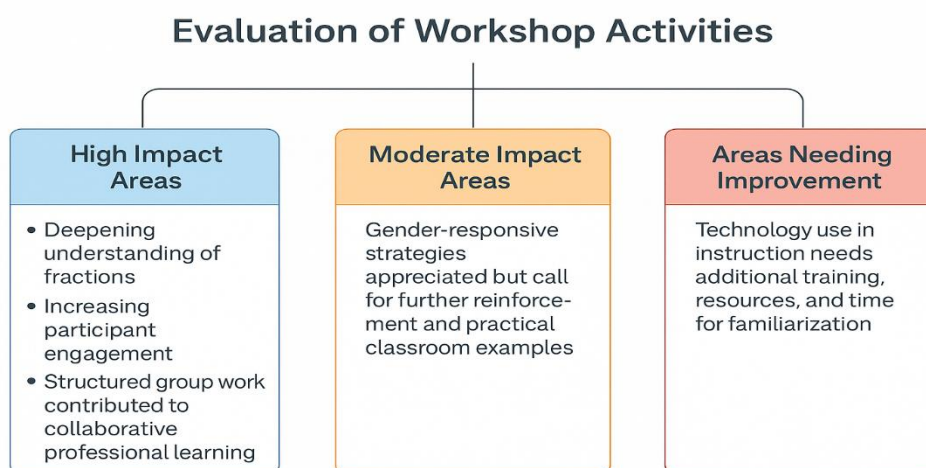 Evaluation of Workshop Activities
High Impact
Areas
• Deepening
understanding of
fractions
• Increasing
participant
engagement
• Structured group work
contributed to
collaborative
professional learning
Moderate Impact
Areas
Gender-responsive
strategies
appreciated but call
for further reinforce-
ment and practical
classroom examples
Areas Needing
Improvement
Technology use in
instruction needs
additional training,
resources, and time
for familiarization